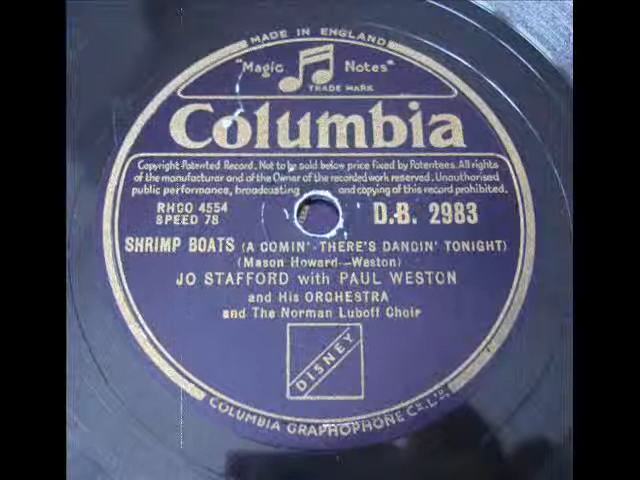 MADE IN ENGLAND
"Magic Notes"
TRADE MARK
Columbia
Copyright Patented Record. Not to be sold below price fixed by Patentees. All rights
of the manufacturer and of the Owner of the recorded work reserved. Unauthorised
public performance, broadcasting and copying of this record prohibited.
RHCO 4554
SPEED 78
D.B. 2983
SHRIMP BOATS (A COMIN'-THERE'S DANCIN' TONIGHT)
(Mason Howard—Weston)
JO STAFFORD with PAUL WESTON
and His ORCHESTRA
and The Norman Luboff Choir
DISNEY
COLUMBIA GRAPHOPHONE Co. LTD.